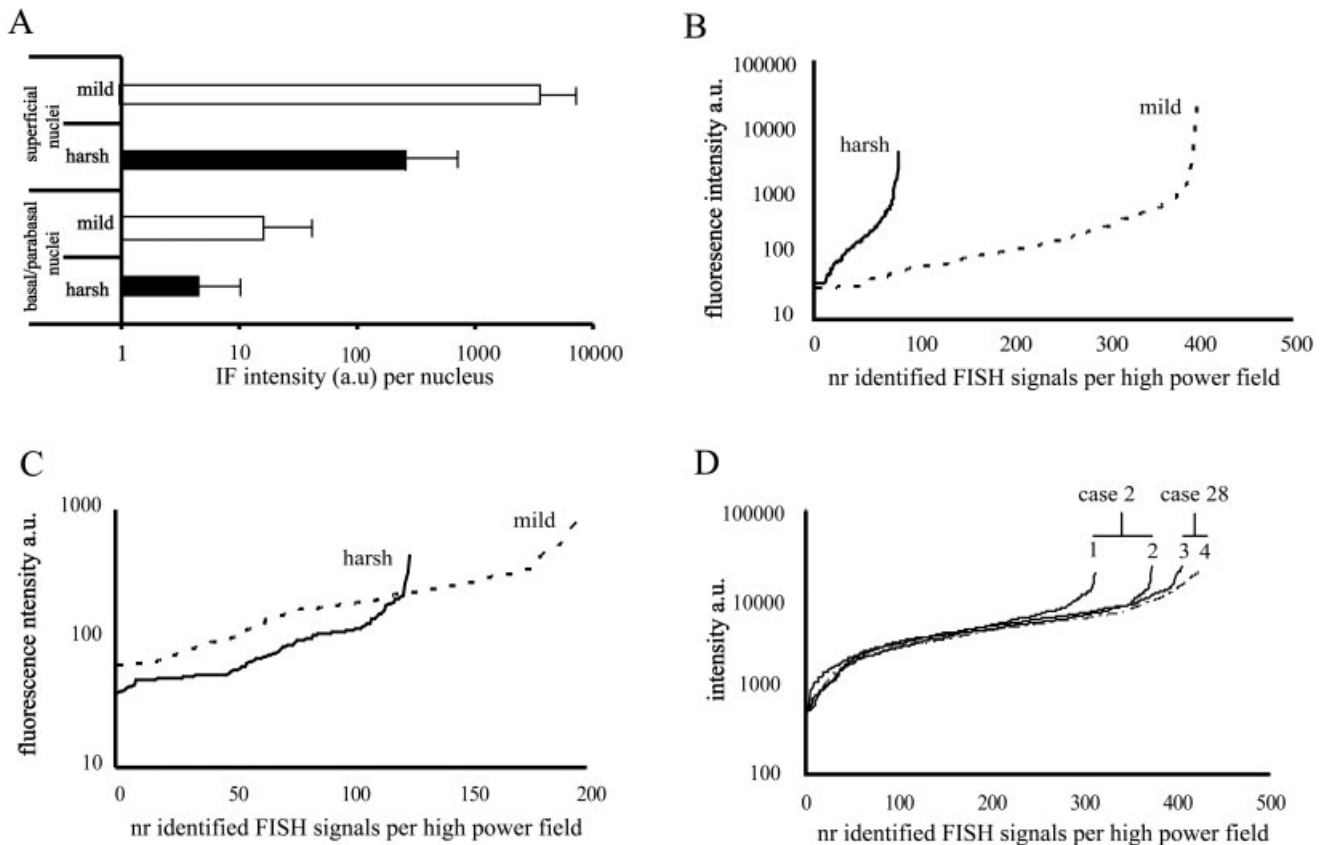 A
superficial nuclei
mild
harsh
basal/parabasal nuclei
mild
harsh
1 10 100 1000 10000
IF intensity (a.u) per nucleus
B
fluoresence intensity a.u.
100000
10000
1000
100
10
harsh
mild
0 100 200 300 400 500
nr identified FISH signals per high power field
C
fluorescence ntensity a.u.
1000
100
10
harsh
mild
0 50 100 150 200
nr identified FISH signals per high power field
D
intensity a.u.
100000
10000
1000
100
case 2 case 28
1 2 3 4
0 100 200 300 400 500
nr identified FISH signals per high power field